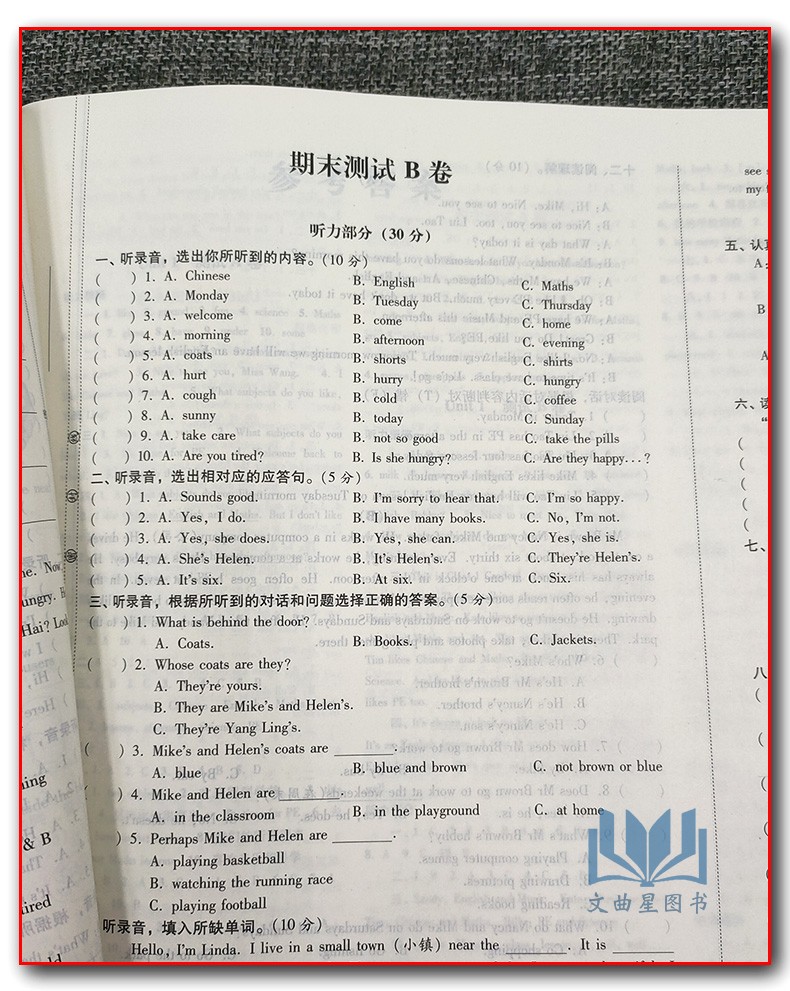 期末测试 B 卷
听力部分（30 分）
一、听录音，选出你所听到的内容。（10 分）
(    ) 1. A. Chinese    B. English    C. Maths
(    ) 2. A. Monday    B. Tuesday    C. Thursday
(    ) 3. A. welcome    B. come    C. home
(    ) 4. A. morning    B. afternoon    C. evening
(    ) 5. A. coats    B. shorts    C. shirts
(    ) 6. A. hurt    B. hurry    C. hungry
(    ) 7. A. cough    B. cold    C. coffee
(    ) 8. A. sunny    B. today    C. Sunday
(    ) 9. A. take care    B. not so good    C. take the pills
(    ) 10. A. Are you tired?    B. Is she hungry?    C. Are they happy...?
二、听录音，选出相对应的应答句。（5 分）
(    ) 1. A. Sounds good.    B. I'm sorry to hear that.    C. I'm so happy.
(    ) 2. A. Yes, I do.    B. I have many books.    C. No, I'm not.
(    ) 3. A. Yes, she does.    B. Yes, she can.    C. Yes, she is.
(    ) 4. A. She's Helen.    B. It's Helen's.    C. They're Helen's.
(    ) 5. A. It's six.    B. At six.    C. Six.
三、听录音，根据所听到的对话和问题选择正确的答案。（5 分）
(    ) 1. What is behind the door?
A. Coats.    B. Books.    C. Jackets.
(    ) 2. Whose coats are they?
A. They're yours.
B. They are Mike's and Helen's.
C. They're Yang Ling's.
(    ) 3. Mike's and Helen's coats are ________.
A. blue    B. blue and brown    C. not brown or blue
(    ) 4. Mike and Helen are ________.
A. in the classroom    B. in the playground    C. at home
(    ) 5. Perhaps Mike and Helen are ________.
A. playing basketball
B. watching the running race
C. playing football
听录音，填入所缺单词。（10 分）
Hello, I'm Linda. I live in a small town（小镇）near the ________. It is ________
see
my
五、认真
A
B
A
六、读
七、
八
文曲星图书